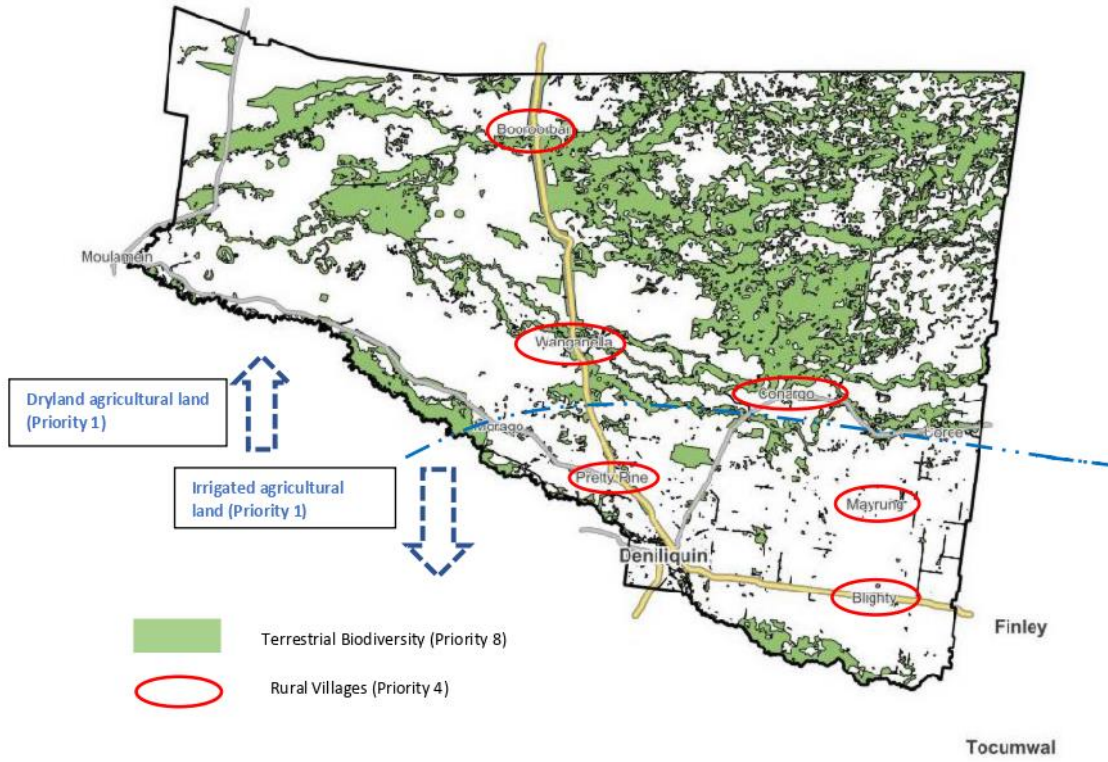 Booroorban
Moulamein
Wanganella
Dryland agricultural land
(Priority 1)
Conargo
Morago
Pretty Pine
Irrigated agricultural
land (Priority 1)
Mayrung
Deniliquin
Blighty
Finley
Terrestrial Biodiversity (Priority 8)
Rural Villages (Priority 4)
Tocumwal